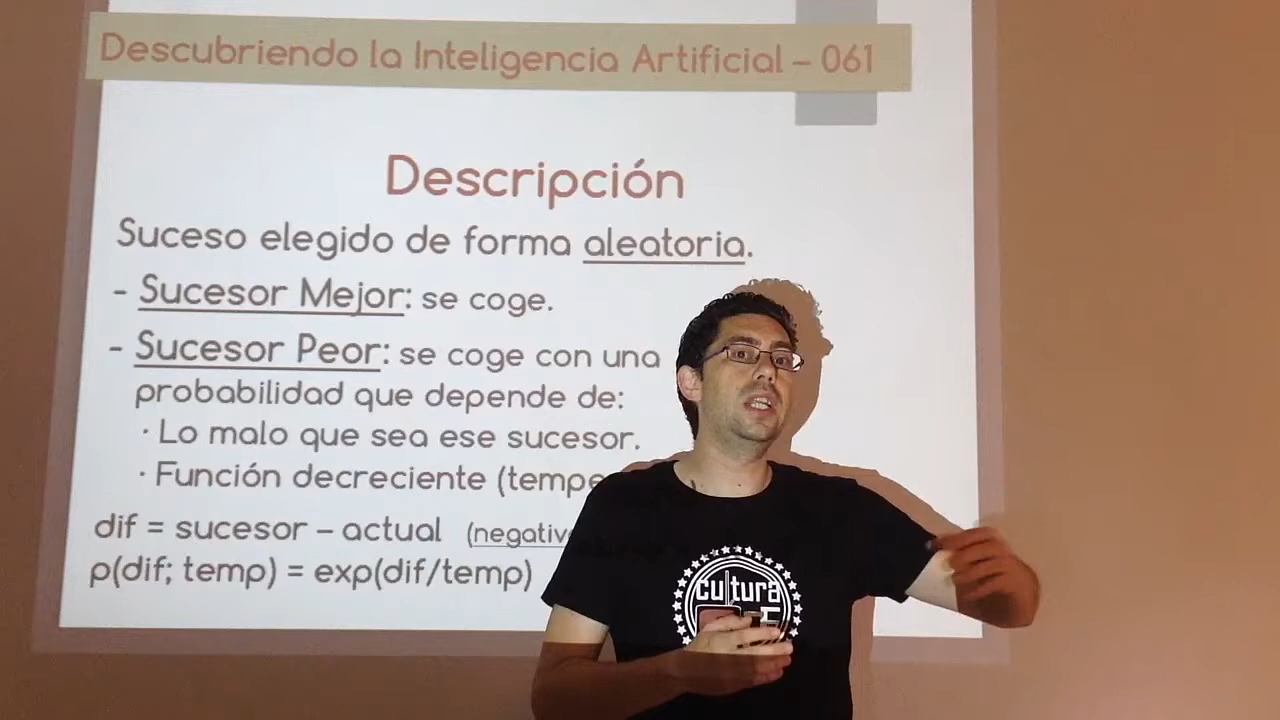 Descubriendo la Inteligencia Artificial – 061
Descripción
Suceso elegido de forma aleatoria.
- Sucesor Mejor: se coge.
- Sucesor Peor: se coge con una
probabilidad que depende de:
· Lo malo que sea ese sucesor.
· Función decreciente (tempe
dif = sucesor – actual (negativ
p(dif; temp) = exp(dif/temp)
cultura